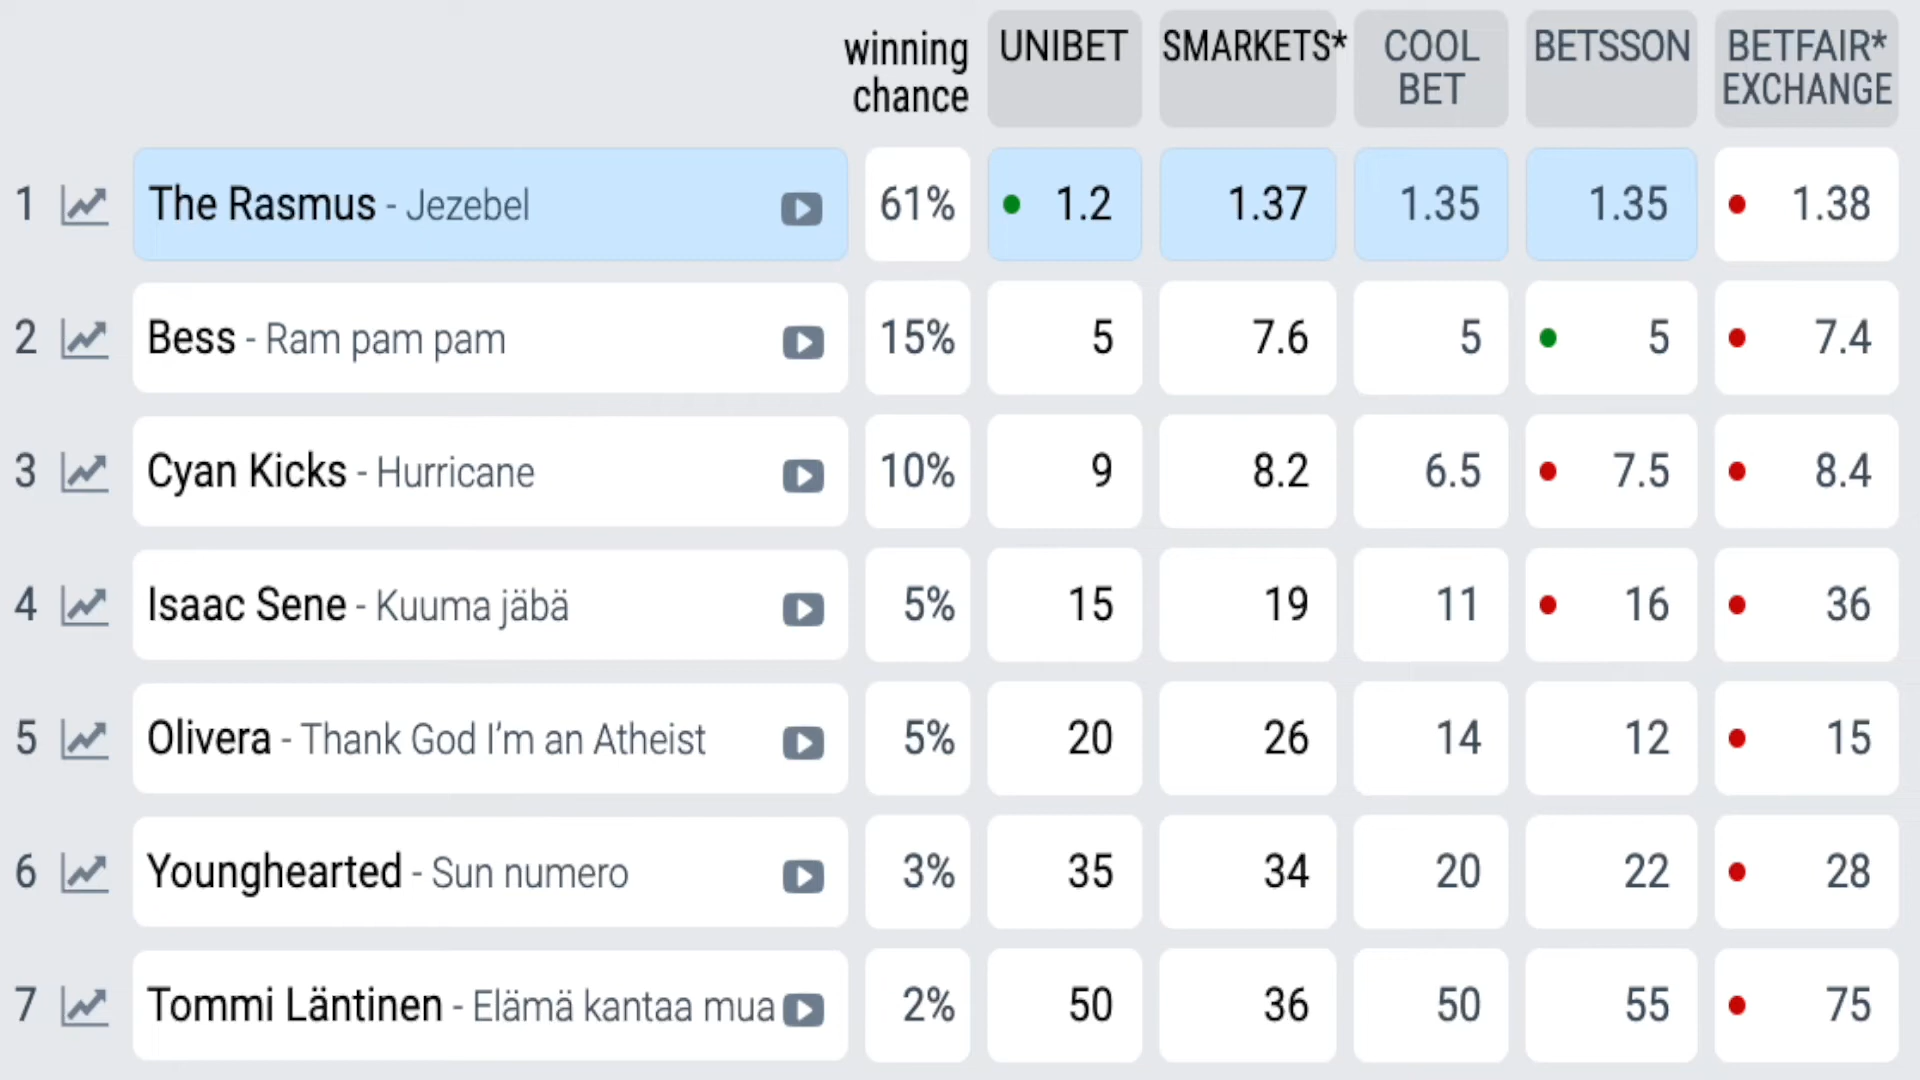 winning chance UNIBET SMARKETS* COOL BET BETSSON BETFAIR* EXCHANGE
1 The Rasmus - Jezebel 61% 1.2 1.37 1.35 1.35 1.38
2 Bess - Ram pam pam 15% 5 7.6 5 5 7.4
3 Cyan Kicks - Hurricane 10% 9 8.2 6.5 7.5 8.4
4 Isaac Sene - Kuuma jäbä 5% 15 19 11 16 36
5 Olivera - Thank God I'm an Atheist 5% 20 26 14 12 15
6 Younghearted - Sun numero 3% 35 34 20 22 28
7 Tommi Läntinen - Elämä kantaa mua 2% 50 36 50 55 75